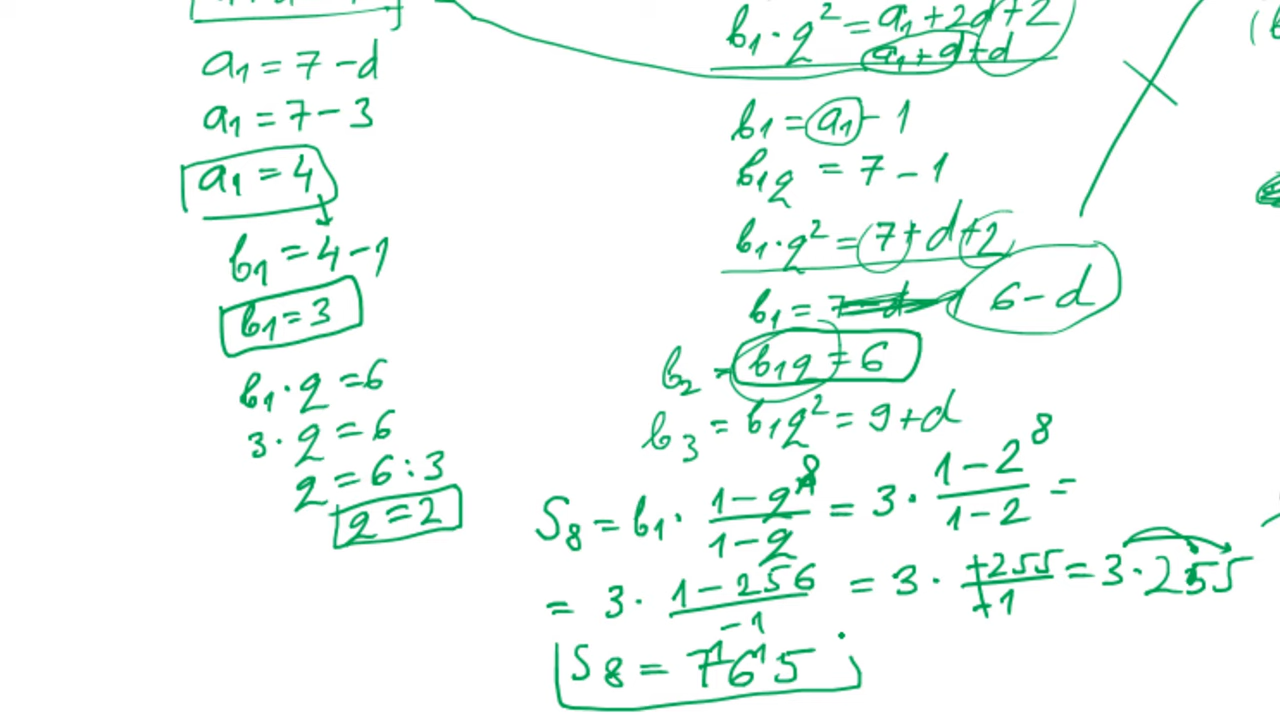 a₁ = 7 - d
a₁ = 7 - 3
a₁ = 4
b₁ = 4 - 1
b₁ = 3
b₁ · q = 6
3 · q = 6
q = 6 : 3
q = 2
b₁ · q² = a₁ + 2d + 2
a₁ + d + d
b₁ = a₁ - 1
b₁q = 7 - 1
b₁ · q² = 7 + d + 2
b₁ = 6 - d
b₂ = b₁q = 6
b₃ = b₁q² = 9 + d
S₈ = b₁ · (1 - q⁸)/(1 - q) = 3 · (1 - 2⁸)/(1 - 2) =
= 3 · (1 - 256)/(-1) = 3 · (+255)/(+1) = 3 · 255
S₈ = 765